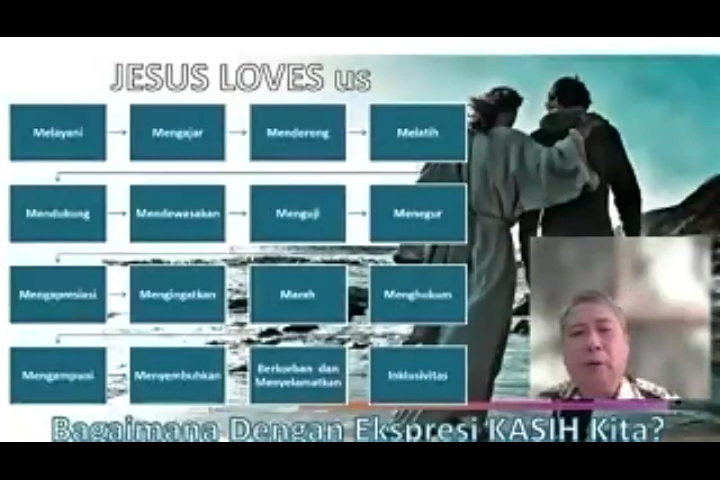 JESUS LOVES us
Melayani
Mengajar
Mendorong
Melatih
Mendukung
Mendewasakan
Menguji
Menegur
Mengapresiasi
Mengingatkan
Marah
Menghukum
Mengampuni
Menyembuhkan
Berkorban dan
Menyelamatkan
Inklusivitas
Bagaimana Dengan Ekspresi KASIH Kita?